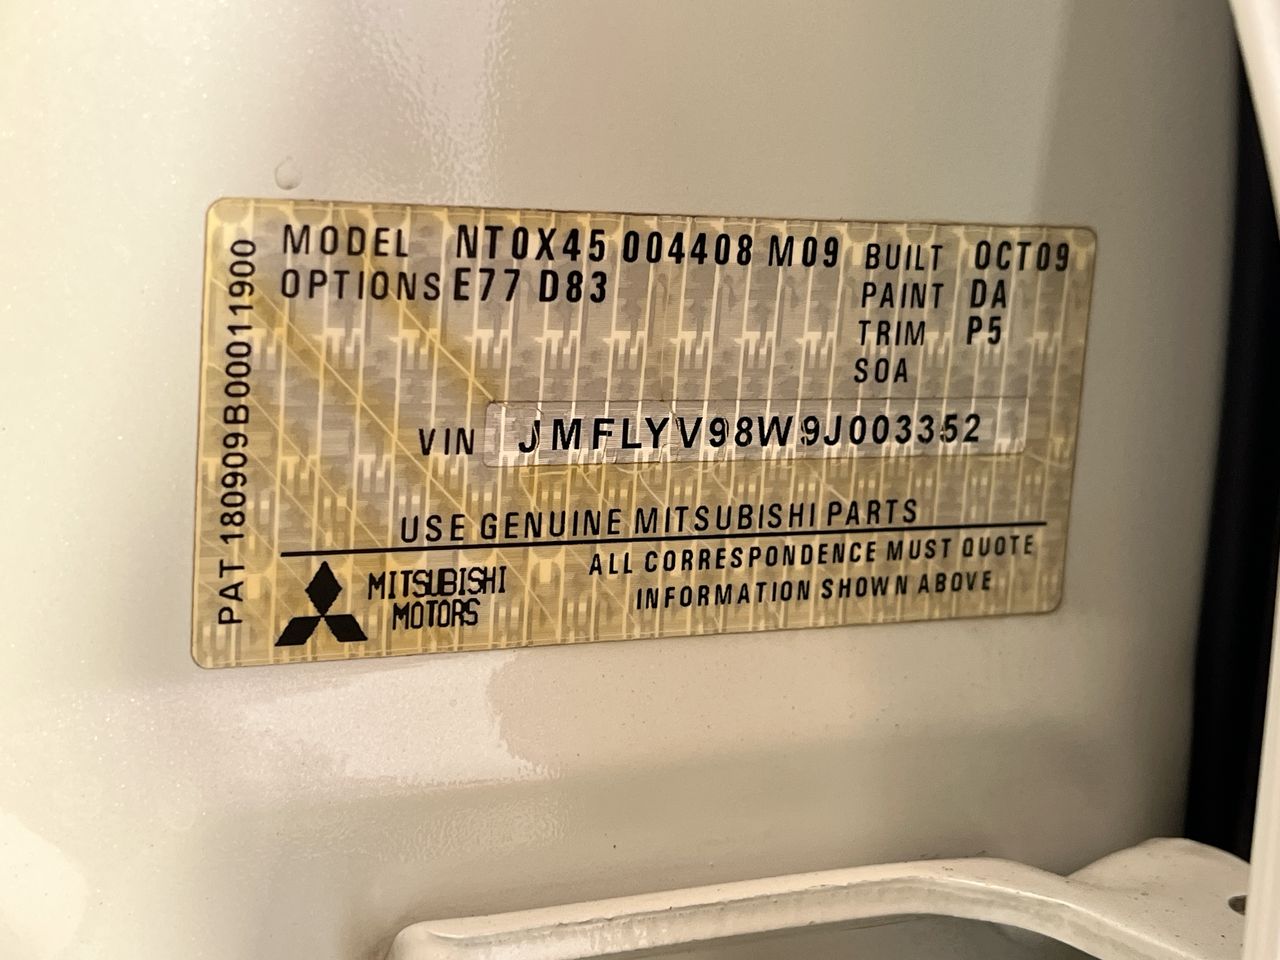 MODEL NT0X45 004408 M09 BUILT OCT09
OPTIONS E77 D83 PAINT DA
TRIM P5
SOA
VIN JMFLYV98W9J003352
USE GENUINE MITSUBISHI PARTS
MITSUBISHI MOTORS
ALL CORRESPONDENCE MUST QUOTE
INFORMATION SHOWN ABOVE
PAT 180909B00011900